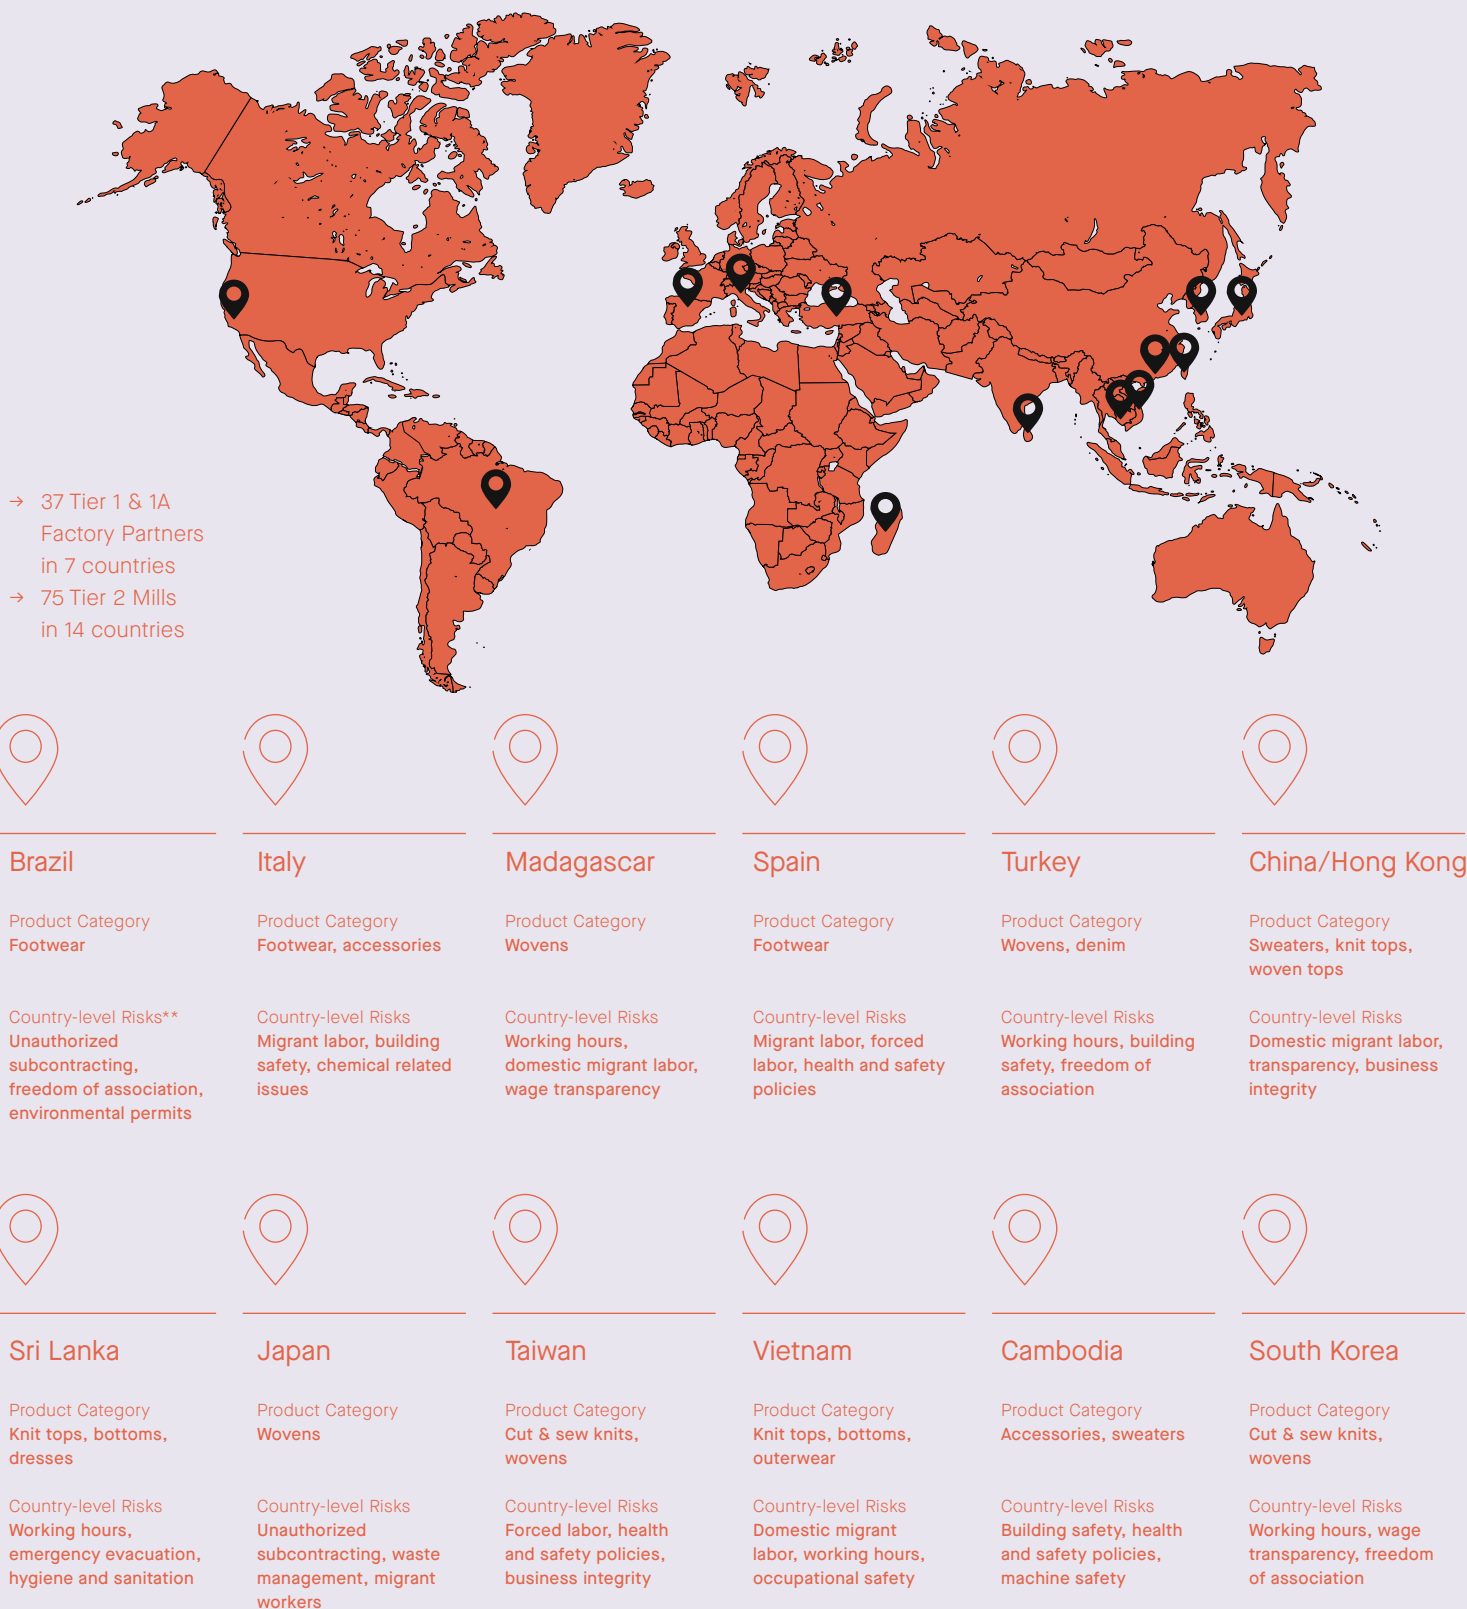 → 37 Tier 1 & 1A
Factory Partners
in 7 countries
→ 75 Tier 2 Mills
in 14 countries
Brazil
Product Category
Footwear
Country-level Risks**
Unauthorized
subcontracting,
freedom of association,
environmental permits
Italy
Product Category
Footwear, accessories
Country-level Risks
Migrant labor, building
safety, chemical related
issues
Madagascar
Product Category
Wovens
Country-level Risks
Working hours,
domestic migrant labor,
wage transparency
Spain
Product Category
Footwear
Country-level Risks
Migrant labor, forced
labor, health and safety
policies
Turkey
Product Category
Wovens, denim
Country-level Risks
Working hours, building
safety, freedom of
association
China/Hong Kong
Product Category
Sweaters, knit tops,
woven tops
Country-level Risks
Domestic migrant labor,
transparency, business
integrity
Sri Lanka
Product Category
Knit tops, bottoms,
dresses
Country-level Risks
Working hours,
emergency evacuation,
hygiene and sanitation
Japan
Product Category
Wovens
Country-level Risks
Unauthorized
subcontracting, waste
management, migrant
workers
Taiwan
Product Category
Cut & sew knits,
wovens
Country-level Risks
Forced labor, health
and safety policies,
business integrity
Vietnam
Product Category
Knit tops, bottoms,
outerwear
Country-level Risks
Domestic migrant
labor, working hours,
occupational safety
Cambodia
Product Category
Accessories, sweaters
Country-level Risks
Building safety, health
and safety policies,
machine safety
South Korea
Product Category
Cut & sew knits,
wovens
Country-level Risks
Working hours, wage
transparency, freedom
of association